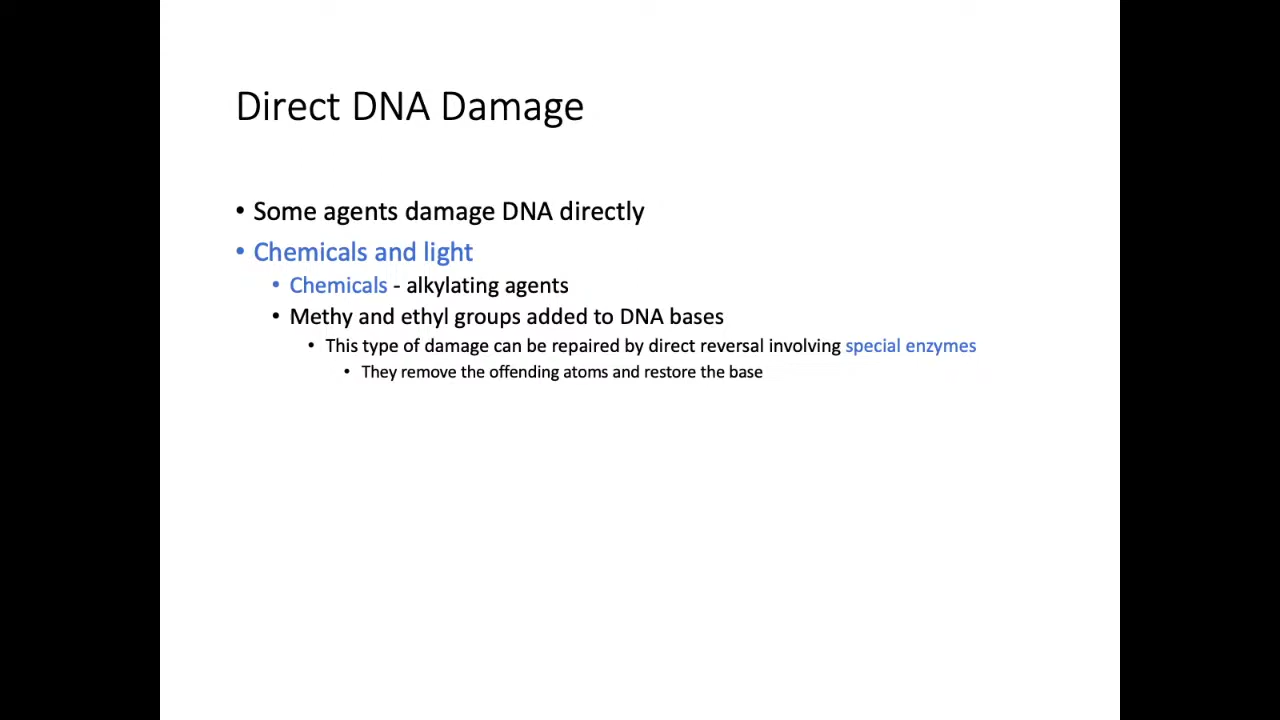 Direct DNA Damage
• Some agents damage DNA directly
• Chemicals and light
• Chemicals - alkylating agents
• Methy and ethyl groups added to DNA bases
• This type of damage can be repaired by direct reversal involving special enzymes
• They remove the offending atoms and restore the base